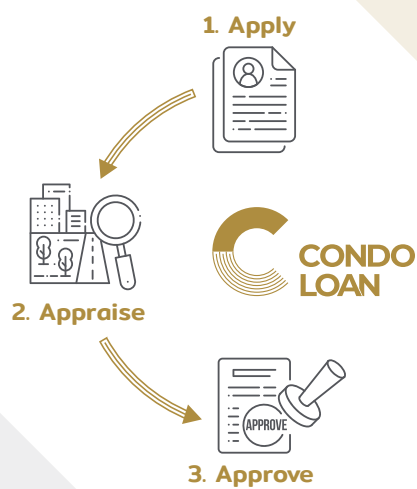 1. Apply
CONDO
LOAN
2. Appraise
APPROVE
3. Approve